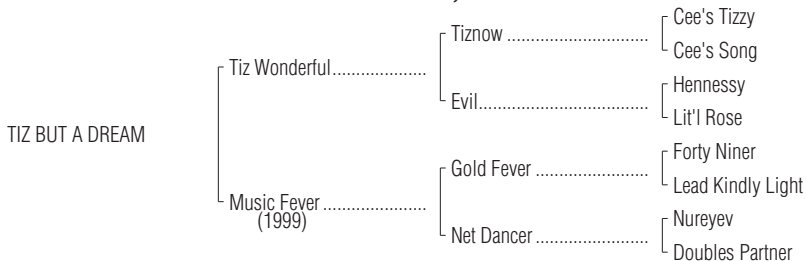 Cee's Tizzy
Tiznow ..............................
Cee's Song
Tiz Wonderful....................
Hennessy
Evil....................................
Lit'l Rose
TIZ BUT A DREAM
Forty Niner
Gold Fever ........................
Lead Kindly Light
Music Fever ......................
(1999)
Nureyev
Net Dancer ........................
Doubles Partner